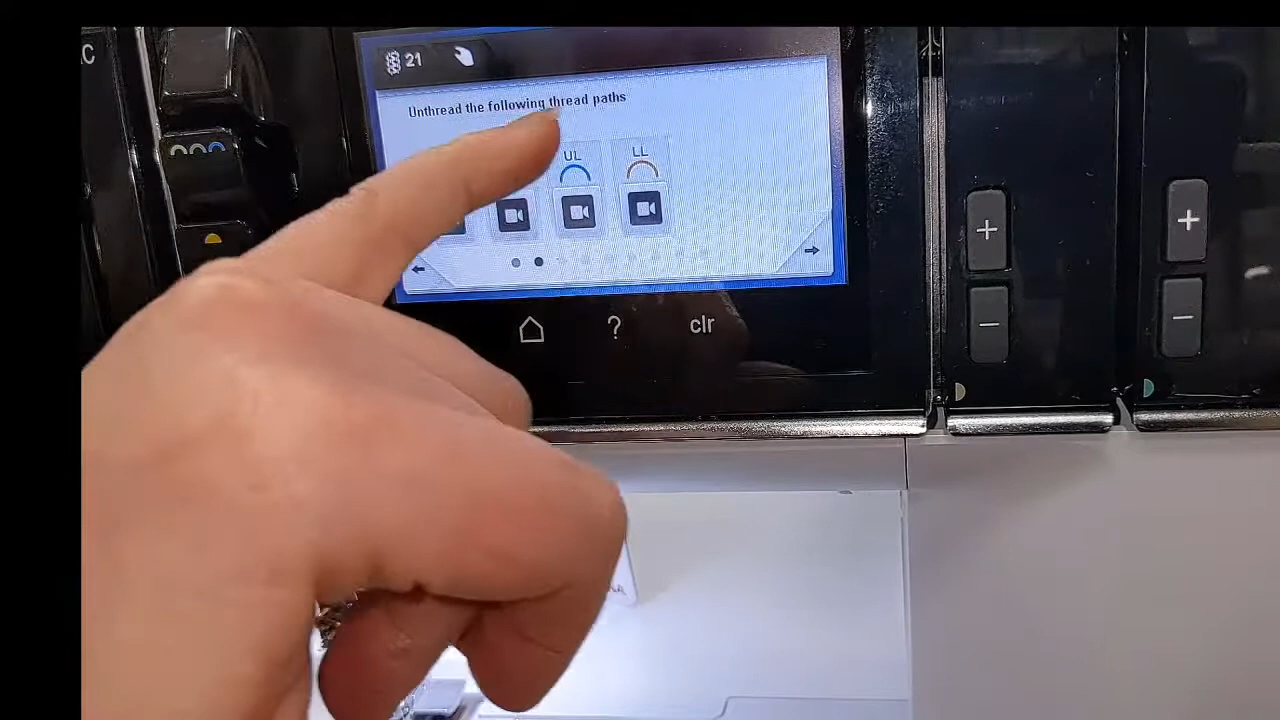 C
21
Unthread the following thread paths
UL LL
? clr
+ +
− −